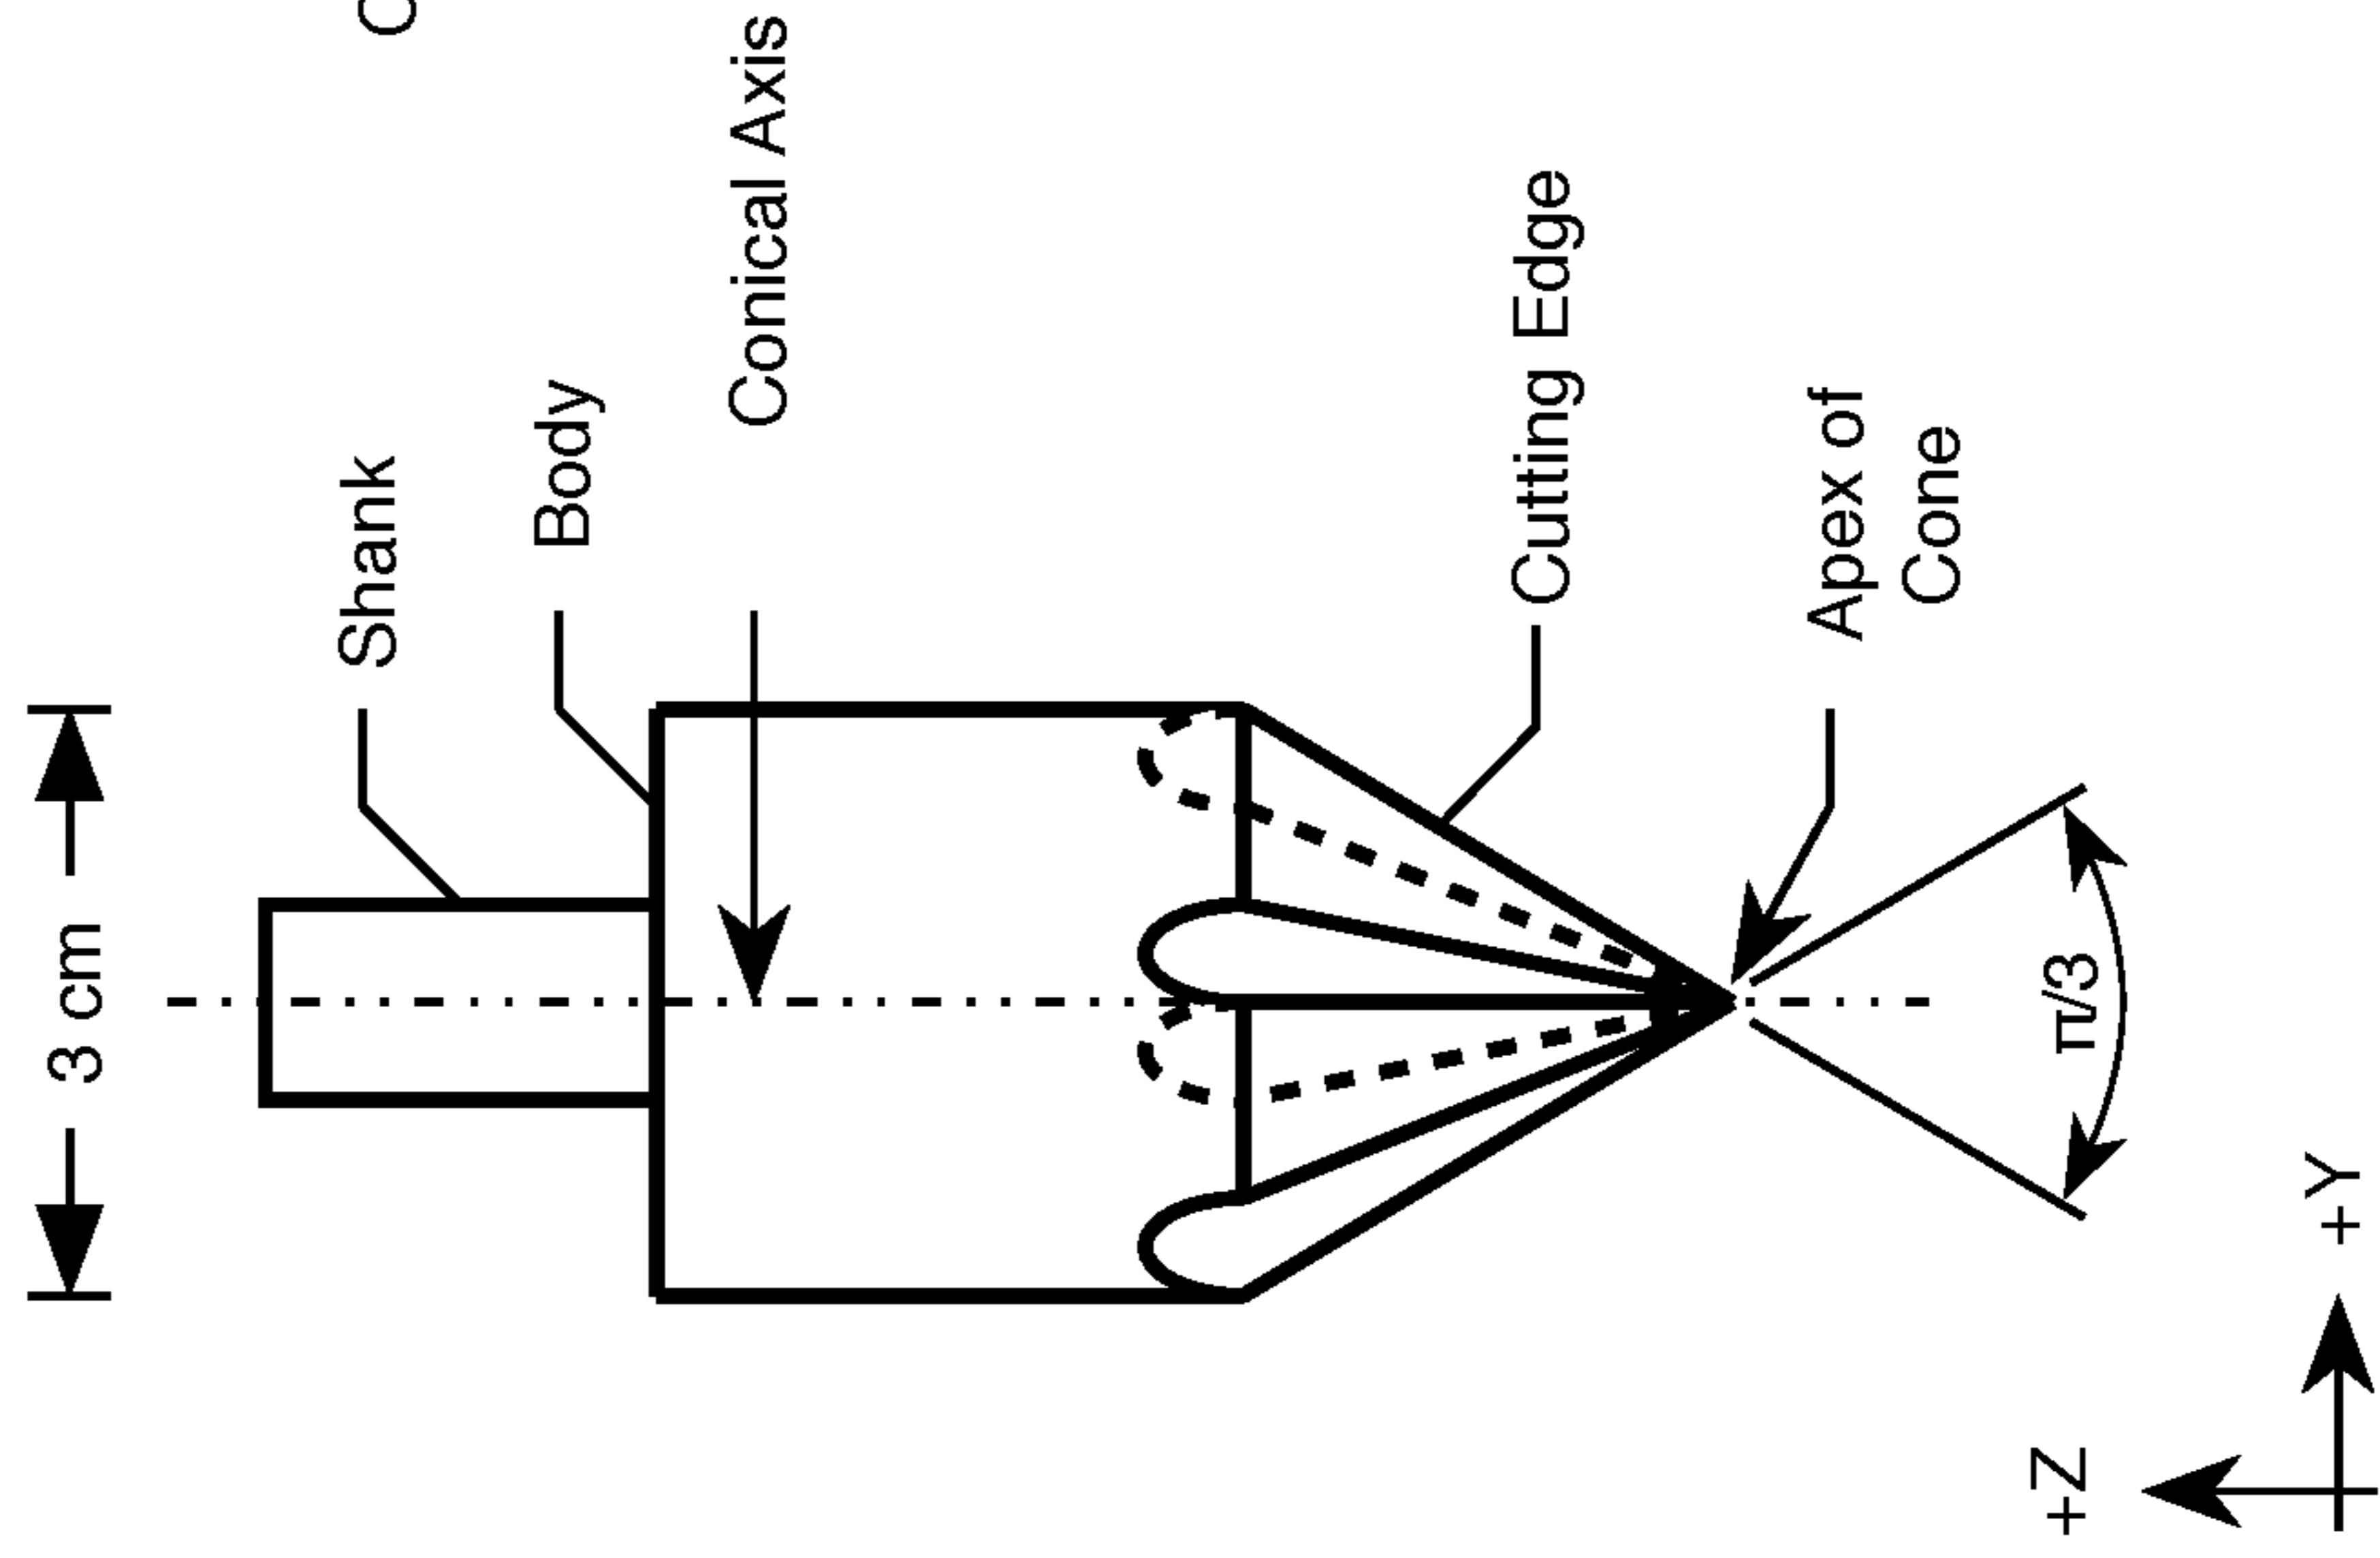 3 cm
C
Shank
Body
Conical Axis
Cutting Edge
Apex of
Cone
π/3
+Z
+Y